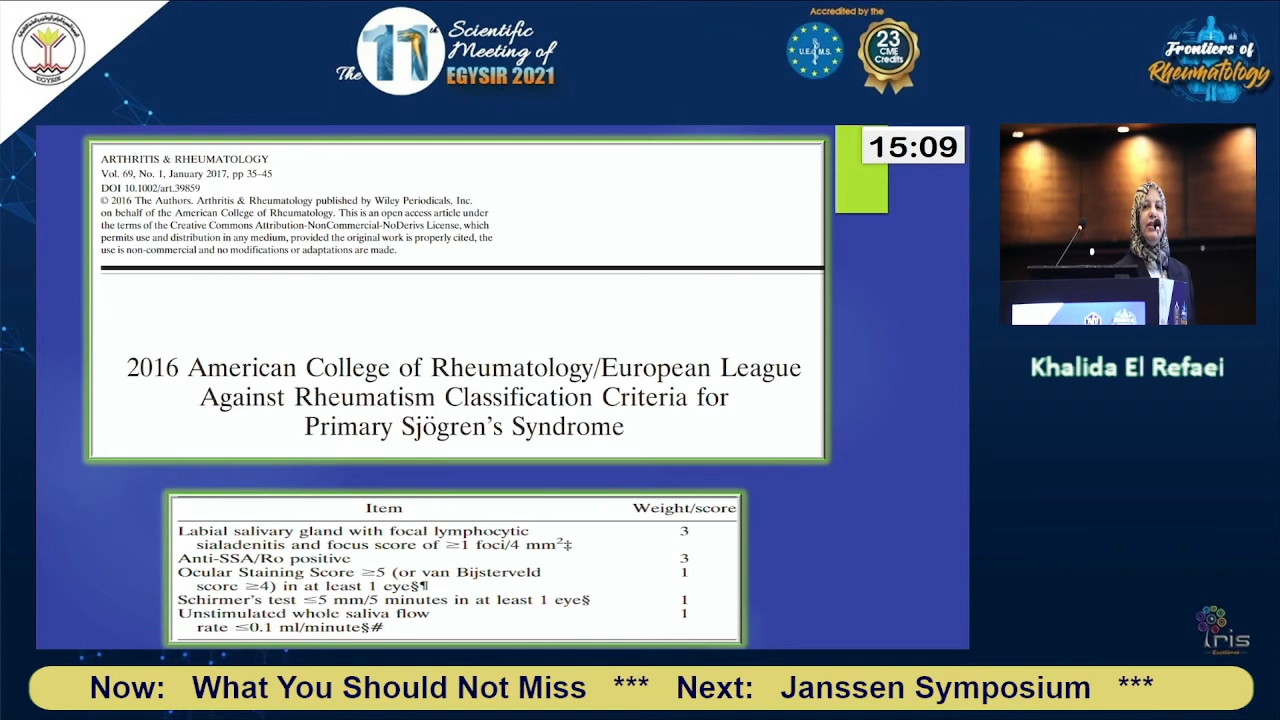 EGYSIR
The 11th
Scientific
Meeting of
EGYSIR 2021
Accredited by the
U.E.M.S.
23
CME
Credits
Frontiers of
Rheumatology
ARTHRITIS & RHEUMATOLOGY
Vol. 69, No. 1, January 2017, pp 35–45
DOI 10.1002/art.39859
© 2016 The Authors. Arthritis & Rheumatology published by Wiley Periodicals, Inc.
on behalf of the American College of Rheumatology. This is an open access article under
the terms of the Creative Commons Attribution-NonCommercial-NoDerivs License, which
permits use and distribution in any medium, provided the original work is properly cited, the
use is non-commercial and no modifications or adaptations are made.
15:09
2016 American College of Rheumatology/European League
Against Rheumatism Classification Criteria for
Primary Sjögren's Syndrome
Khalida El Refaei
Item Weight/score
Labial salivary gland with focal lymphocytic 3
sialadenitis and focus score of ≥1 foci/4 mm²‡
Anti-SSA/Ro positive 3
Ocular Staining Score ≥5 (or van Bijsterveld 1
score ≥4) in at least 1 eye§¶
Schirmer's test ≤5 mm/5 minutes in at least 1 eye§ 1
Unstimulated whole saliva flow 1
rate ≤0.1 ml/minute§#
Iris
Excellence
Now: What You Should Not Miss *** Next: Janssen Symposium ***